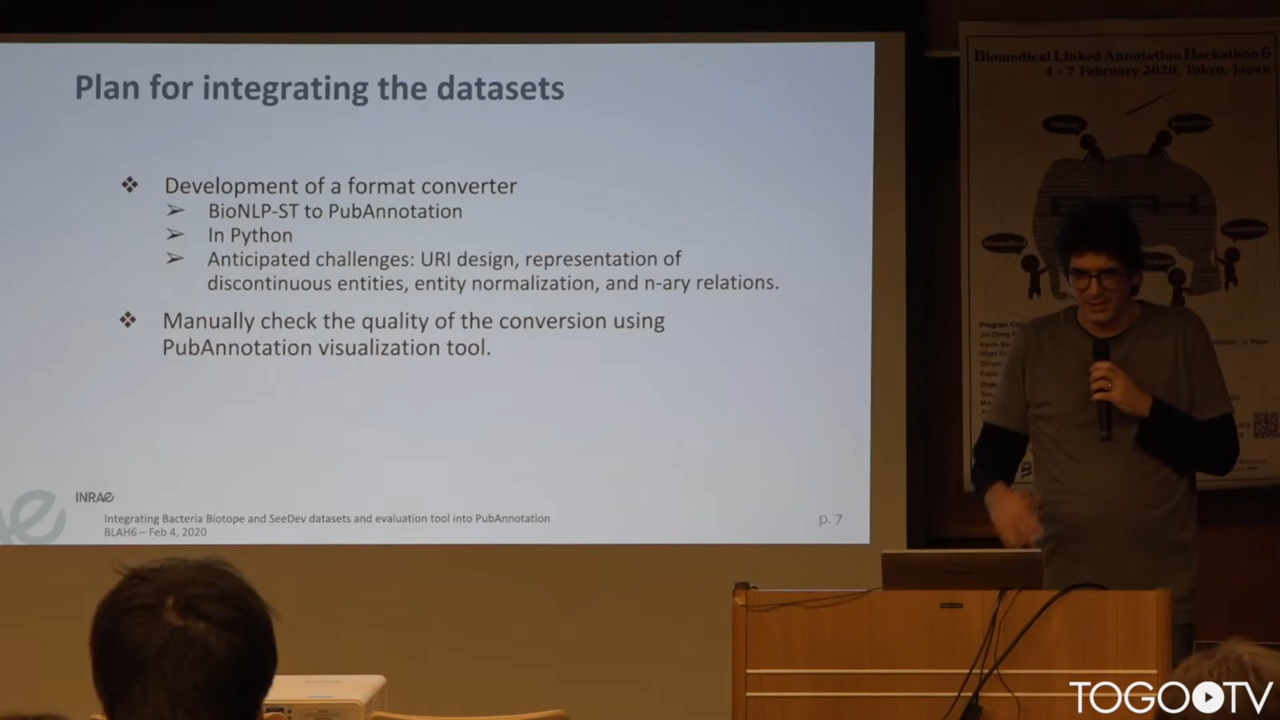 Plan for integrating the datasets
❖ Development of a format converter
➢ BioNLP-ST to PubAnnotation
➢ In Python
➢ Anticipated challenges: URI design, representation of
discontinuous entities, entity normalization, and n-ary relations.
❖ Manually check the quality of the conversion using
PubAnnotation visualization tool.
INRAE
Integrating Bacteria Biotope and SeeDev datasets and evaluation tool into PubAnnotation
BLAH6 – Feb 4, 2020
p. 7
Biomedical Linked Annotation Hackathon 6
4 - 7 February 2020, Tokyo, Japan
TOGO TV